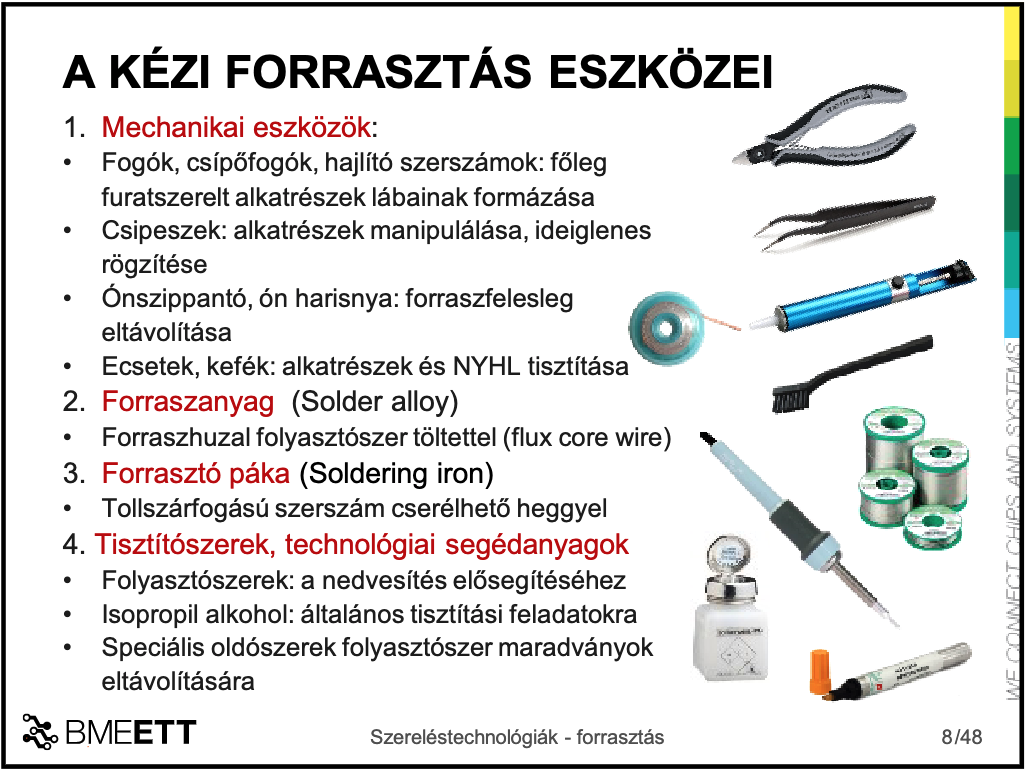 A KÉZI FORRASZTÁS ESZKÖZEI
1. Mechanikai eszközök:
• Fogók, csípőfogók, hajlító szerszámok: főleg
furatszerelt alkatrészek lábainak formázása
• Csipeszek: alkatrészek manipulálása, ideiglenes
rögzítése
• Ónszippantó, ón harisnya: forraszfelesleg
eltávolítása
• Ecsetek, kefék: alkatrészek és NYHL tisztítása
2. Forraszanyag (Solder alloy)
• Forraszhuzal folyasztószer töltettel (flux core wire)
3. Forrasztó páka (Soldering iron)
• Tollszárfogású szerszám cserélhető heggyel
4. Tisztítószerek, technológiai segédanyagok
• Folyasztószerek: a nedvesítés elősegítéséhez
• Isopropil alkohol: általános tisztítási feladatokra
• Speciális oldószerek folyasztószer maradványok
eltávolítására
WE CONNECT CHIPS AND SYSTEMS
BMEETT
Szereléstechnológiák - forrasztás
8/48